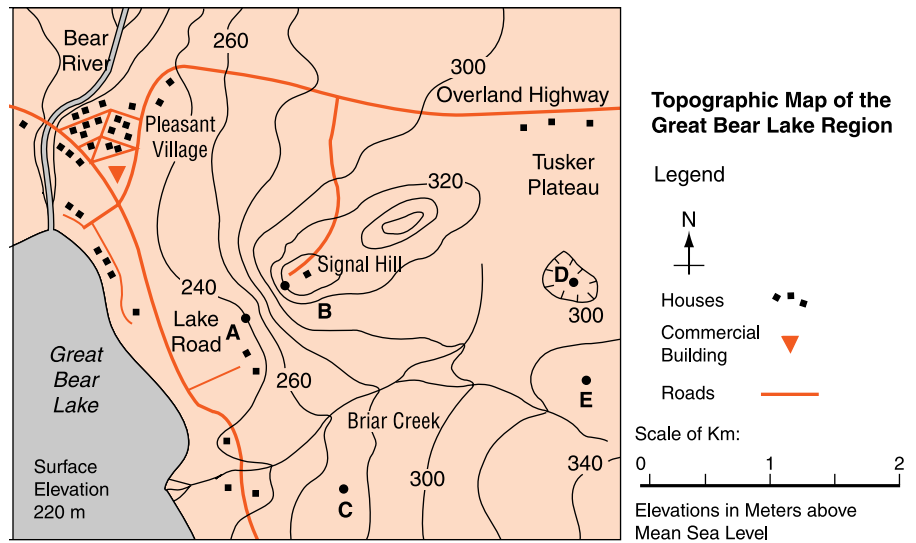 Bear
River
260
300
Overland Highway
Pleasant
Village
Tusker
Plateau
320
Signal Hill
D
300
240
B
Lake
Road
A
Great
Bear
Lake
260
E
Briar Creek
300
340
Surface
Elevation
220 m
C
Topographic Map of the
Great Bear Lake Region
Legend
N
Houses
Commercial
Building
Roads
Scale of Km:
0 1 2
Elevations in Meters above
Mean Sea Level